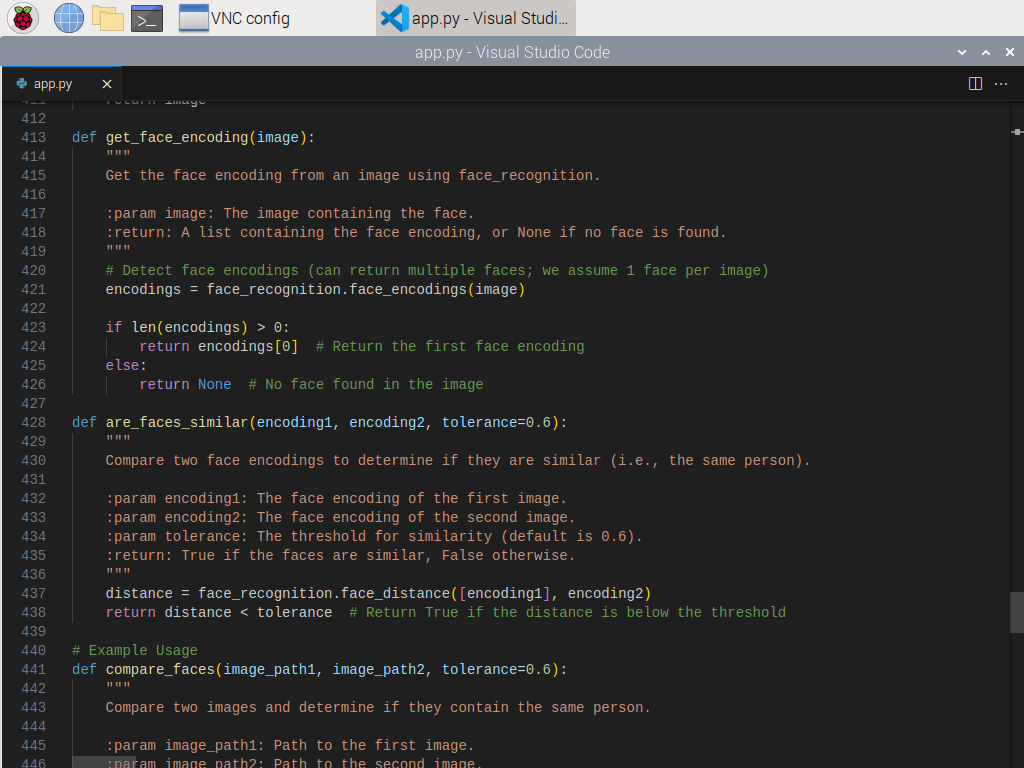 VNC config
app.py - Visual Studi...
app.py - Visual Studio Code
app.py
411 return image
412
413 def get_face_encoding(image):
414 """
415 Get the face encoding from an image using face_recognition.
416
417 :param image: The image containing the face.
418 :return: A list containing the face encoding, or None if no face is found.
419 """
420 # Detect face encodings (can return multiple faces; we assume 1 face per image)
421 encodings = face_recognition.face_encodings(image)
422
423 if len(encodings) > 0:
424 return encodings[0]  # Return the first face encoding
425 else:
426 return None  # No face found in the image
427
428 def are_faces_similar(encoding1, encoding2, tolerance=0.6):
429 """
430 Compare two face encodings to determine if they are similar (i.e., the same person).
431
432 :param encoding1: The face encoding of the first image.
433 :param encoding2: The face encoding of the second image.
434 :param tolerance: The threshold for similarity (default is 0.6).
435 :return: True if the faces are similar, False otherwise.
436 """
437 distance = face_recognition.face_distance([encoding1], encoding2)
438 return distance < tolerance  # Return True if the distance is below the threshold
439
440 # Example Usage
441 def compare_faces(image_path1, image_path2, tolerance=0.6):
442 """
443 Compare two images and determine if they contain the same person.
444
445 :param image_path1: Path to the first image.
446 :param image_path2: Path to the second image.